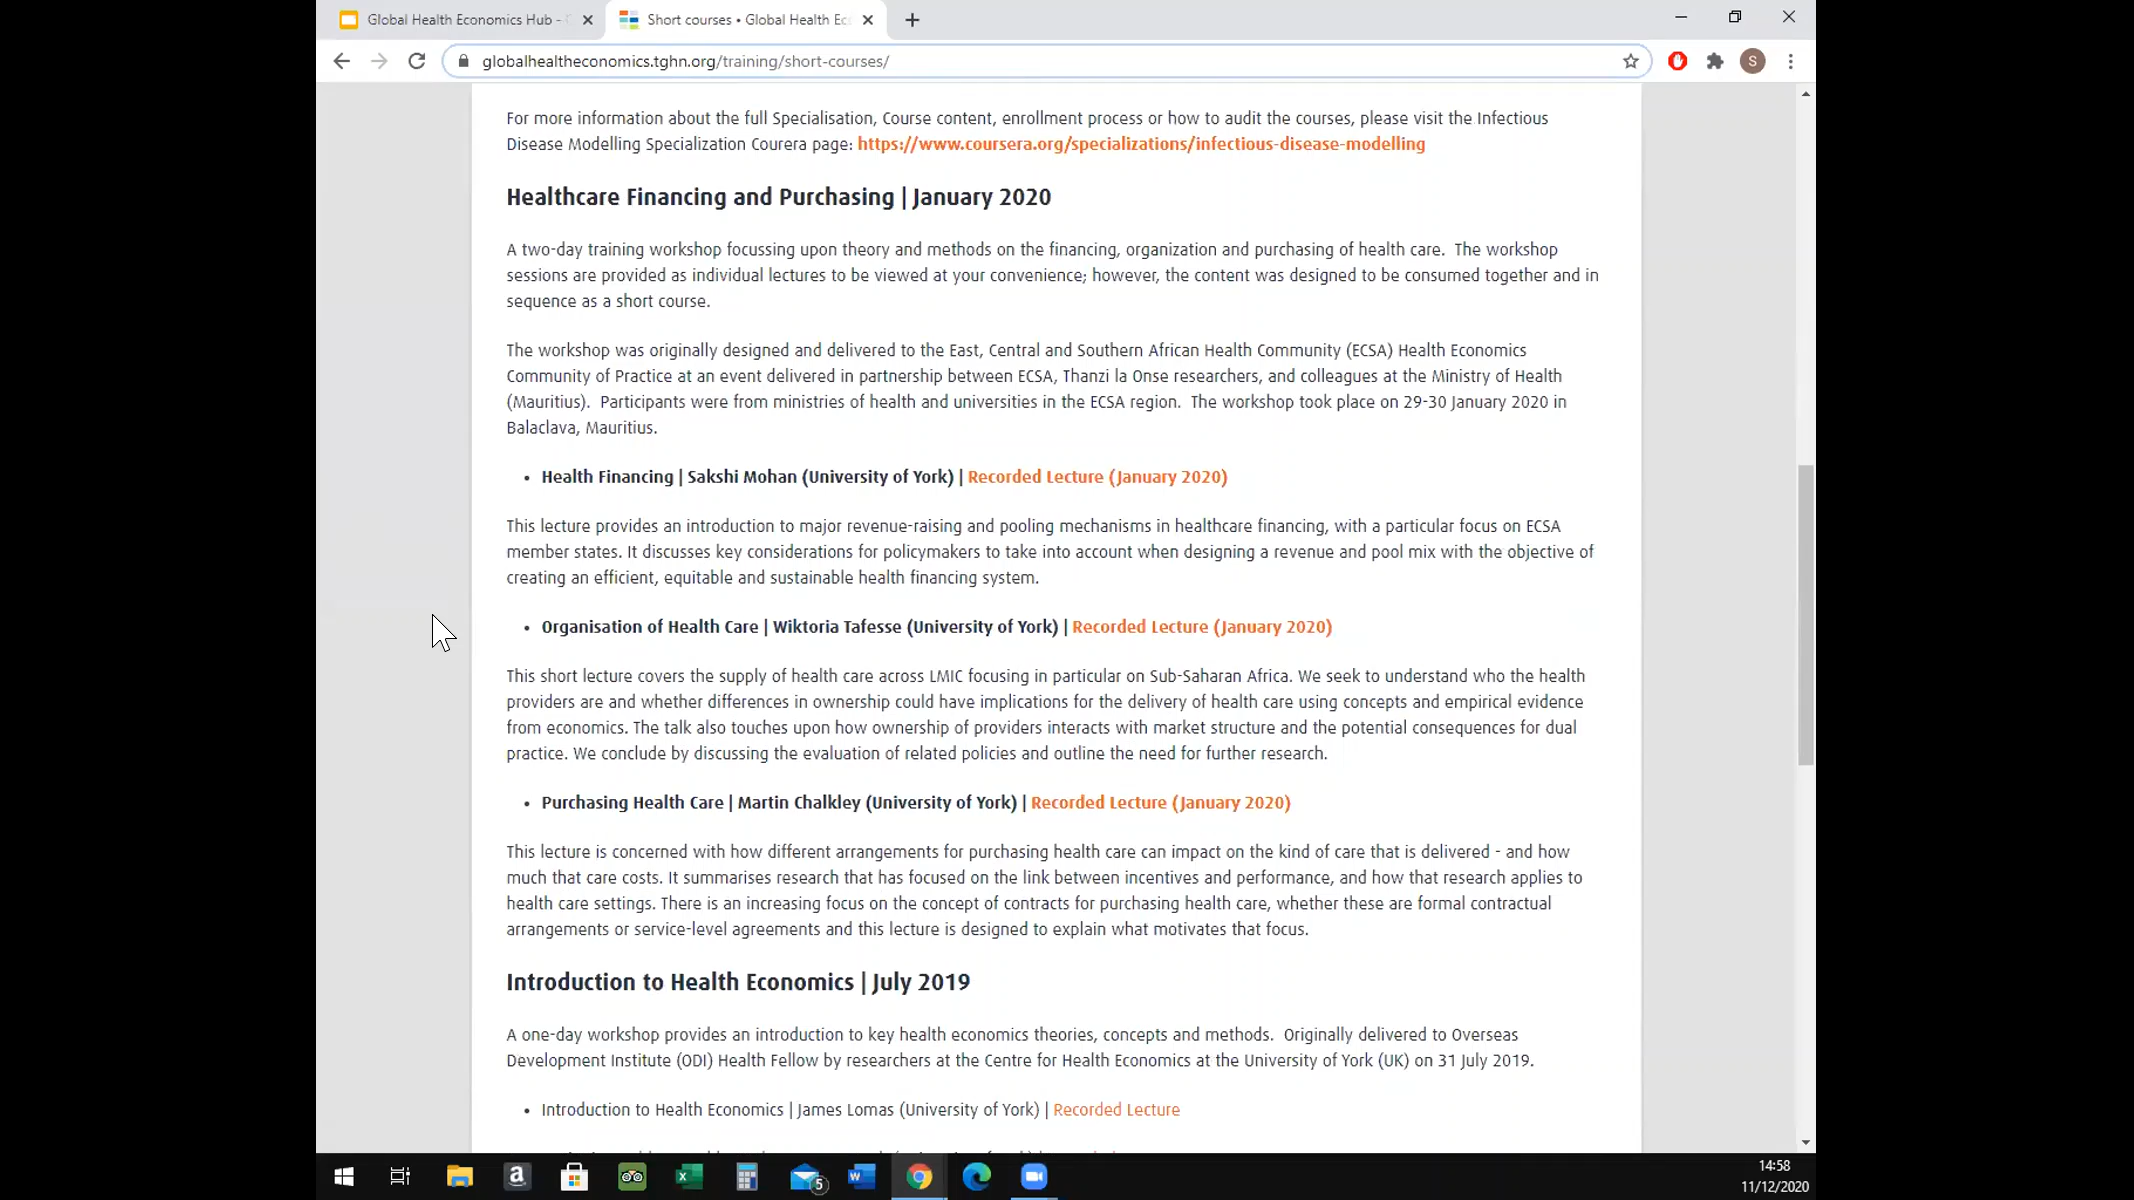 Global Health Economics Hub -
Short courses • Global Health Ec
globalhealtheconomics.tghn.org/training/short-courses/
S
For more information about the full Specialisation, Course content, enrollment process or how to audit the courses, please visit the Infectious
Disease Modelling Specialization Courera page: https://www.coursera.org/specializations/infectious-disease-modelling
Healthcare Financing and Purchasing | January 2020
A two-day training workshop focussing upon theory and methods on the financing, organization and purchasing of health care. The workshop
sessions are provided as individual lectures to be viewed at your convenience; however, the content was designed to be consumed together and in
sequence as a short course.
The workshop was originally designed and delivered to the East, Central and Southern African Health Community (ECSA) Health Economics
Community of Practice at an event delivered in partnership between ECSA, Thanzi la Onse researchers, and colleagues at the Ministry of Health
(Mauritius). Participants were from ministries of health and universities in the ECSA region. The workshop took place on 29-30 January 2020 in
Balaclava, Mauritius.
• Health Financing | Sakshi Mohan (University of York) | Recorded Lecture (January 2020)
This lecture provides an introduction to major revenue-raising and pooling mechanisms in healthcare financing, with a particular focus on ECSA
member states. It discusses key considerations for policymakers to take into account when designing a revenue and pool mix with the objective of
creating an efficient, equitable and sustainable health financing system.
• Organisation of Health Care | Wiktoria Tafesse (University of York) | Recorded Lecture (January 2020)
This short lecture covers the supply of health care across LMIC focusing in particular on Sub-Saharan Africa. We seek to understand who the health
providers are and whether differences in ownership could have implications for the delivery of health care using concepts and empirical evidence
from economics. The talk also touches upon how ownership of providers interacts with market structure and the potential consequences for dual
practice. We conclude by discussing the evaluation of related policies and outline the need for further research.
• Purchasing Health Care | Martin Chalkley (University of York) | Recorded Lecture (January 2020)
This lecture is concerned with how different arrangements for purchasing health care can impact on the kind of care that is delivered - and how
much that care costs. It summarises research that has focused on the link between incentives and performance, and how that research applies to
health care settings. There is an increasing focus on the concept of contracts for purchasing health care, whether these are formal contractual
arrangements or service-level agreements and this lecture is designed to explain what motivates that focus.
Introduction to Health Economics | July 2019
A one-day workshop provides an introduction to key health economics theories, concepts and methods. Originally delivered to Overseas
Development Institute (ODI) Health Fellow by researchers at the Centre for Health Economics at the University of York (UK) on 31 July 2019.
• Introduction to Health Economics | James Lomas (University of York) | Recorded Lecture
5
14:58
11/12/2020